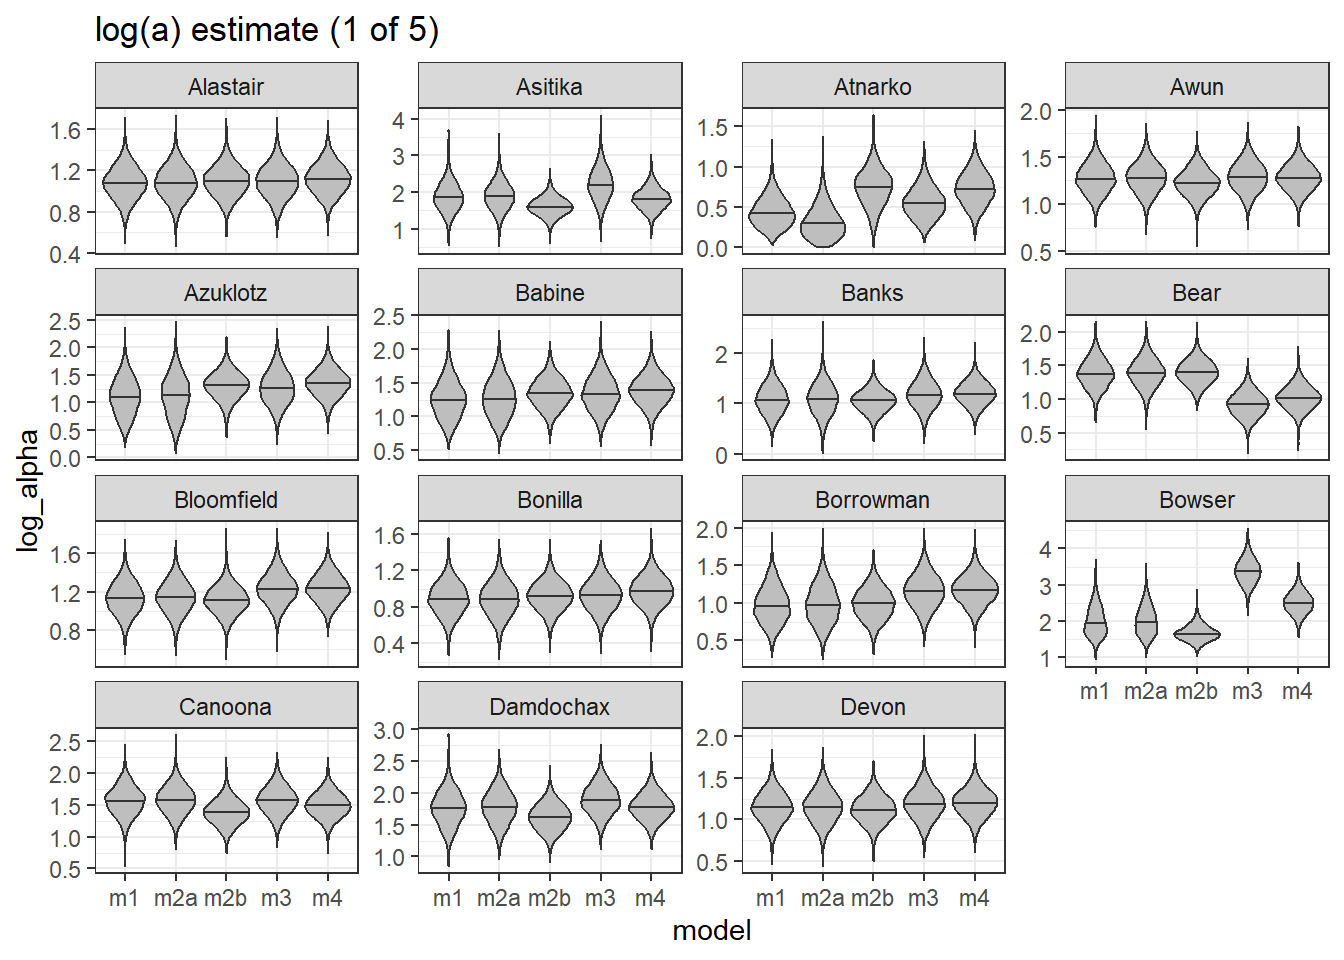 log(a) estimate (1 of 5)
Alastair Asitika Atnarko Awun
1.6 1.2 0.8 0.4
4 3 2 1
1.5 1.0 0.5 0.0
2.0 1.5 1.0 0.5
Azuklotz Babine Banks Bear
2.5 2.0 1.5 1.0 0.5 0.0
2.5 2.0 1.5 1.0 0.5
2 1 0
2.0 1.5 1.0 0.5
log_alpha
Bloomfield Bonilla Borrowman Bowser
1.6 1.2 0.8
1.6 1.2 0.8 0.4
2.0 1.5 1.0 0.5
4 3 2 1
m1 m2a m2b m3 m4
Canoona Damdochax Devon
2.5 2.0 1.5 1.0 0.5
3.0 2.5 2.0 1.5 1.0
2.0 1.5 1.0 0.5
m1 m2a m2b m3 m4 m1 m2a m2b m3 m4 m1 m2a m2b m3 m4
model